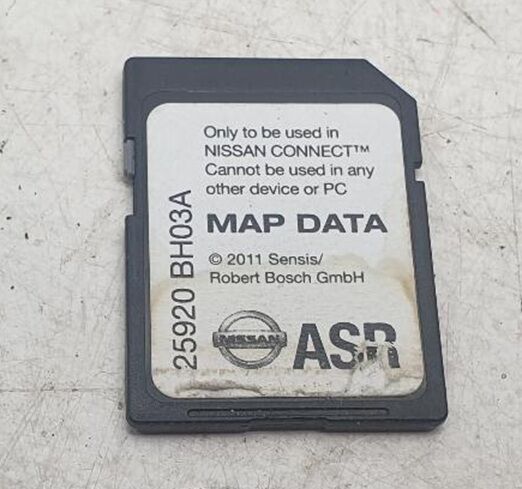 Only to be used in
NISSAN CONNECT™
Cannot be used in any
other device or PC
MAP DATA
© 2011 Sensis/
Robert Bosch GmbH
NISSAN
ASR
25920 BH03A